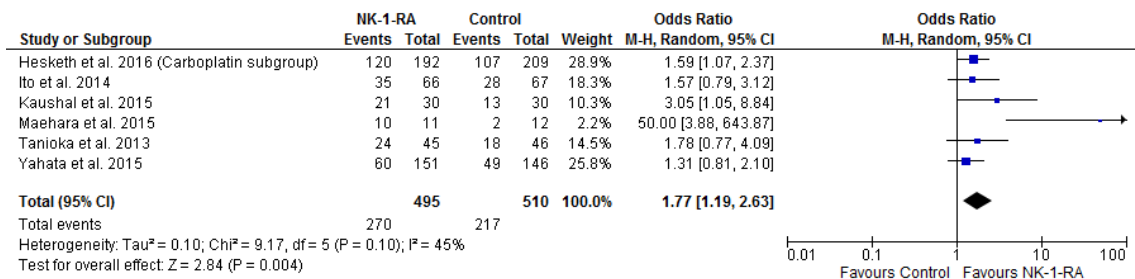 NK-1-RA Control Odds Ratio Odds Ratio
Study or Subgroup Events Total Events Total Weight M-H, Random, 95% CI M-H, Random, 95% CI
Hesketh et al. 2016 (Carboplatin subgroup) 120 192 107 209 28.9% 1.59 [1.07, 2.37]
Ito et al. 2014 35 66 28 67 18.3% 1.57 [0.79, 3.12]
Kaushal et al. 2015 21 30 13 30 10.3% 3.05 [1.05, 8.84]
Maehara et al. 2015 10 11 2 12 2.2% 50.00 [3.88, 643.87]
Tanioka et al. 2013 24 45 18 46 14.5% 1.78 [0.77, 4.09]
Yahata et al. 2015 60 151 49 146 25.8% 1.31 [0.81, 2.10]
Total (95% CI) 495 510 100.0% 1.77 [1.19, 2.63]
Total events 270 217
Heterogeneity: Tau² = 0.10; Chi² = 9.17, df = 5 (P = 0.10); I² = 45%
Test for overall effect: Z = 2.84 (P = 0.004)
0.01 0.1 1 10 100
Favours Control Favours NK-1-RA